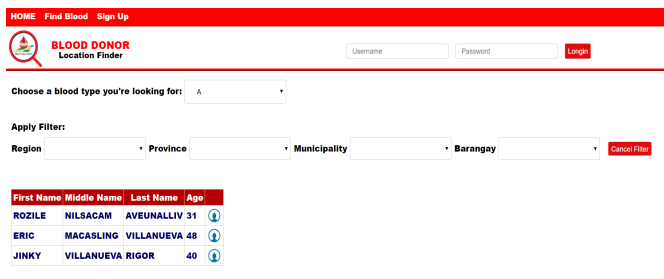 HOME Find Blood Sign Up
BLOOD DONOR
Location Finder
Username Password Longin
Choose a blood type you're looking for: A
Apply Filter:
Region Province Municipality Barangay Cancel Filter
First Name Middle Name Last Name Age
ROZILE NILSACAM AVEUNALLIV 31
ERIC MACASLING VILLANUEVA 48
JINKY VILLANUEVA RIGOR 40